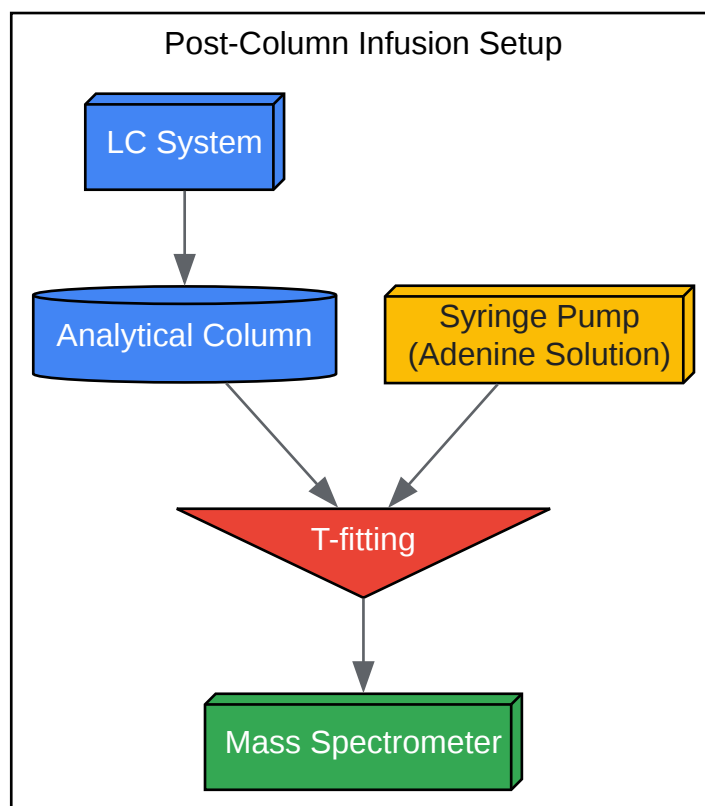 Post-Column Infusion Setup
LC System
Analytical Column
Syringe Pump
(Adenine Solution)
T-fitting
Mass Spectrometer